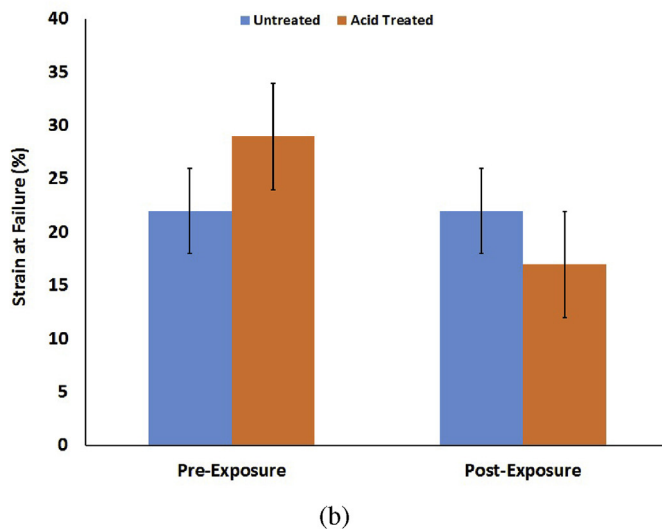 40
Untreated Acid Treated
35
30
25
20
15
10
5
0
Strain at Failure (%)
Pre-Exposure Post-Exposure
(b)